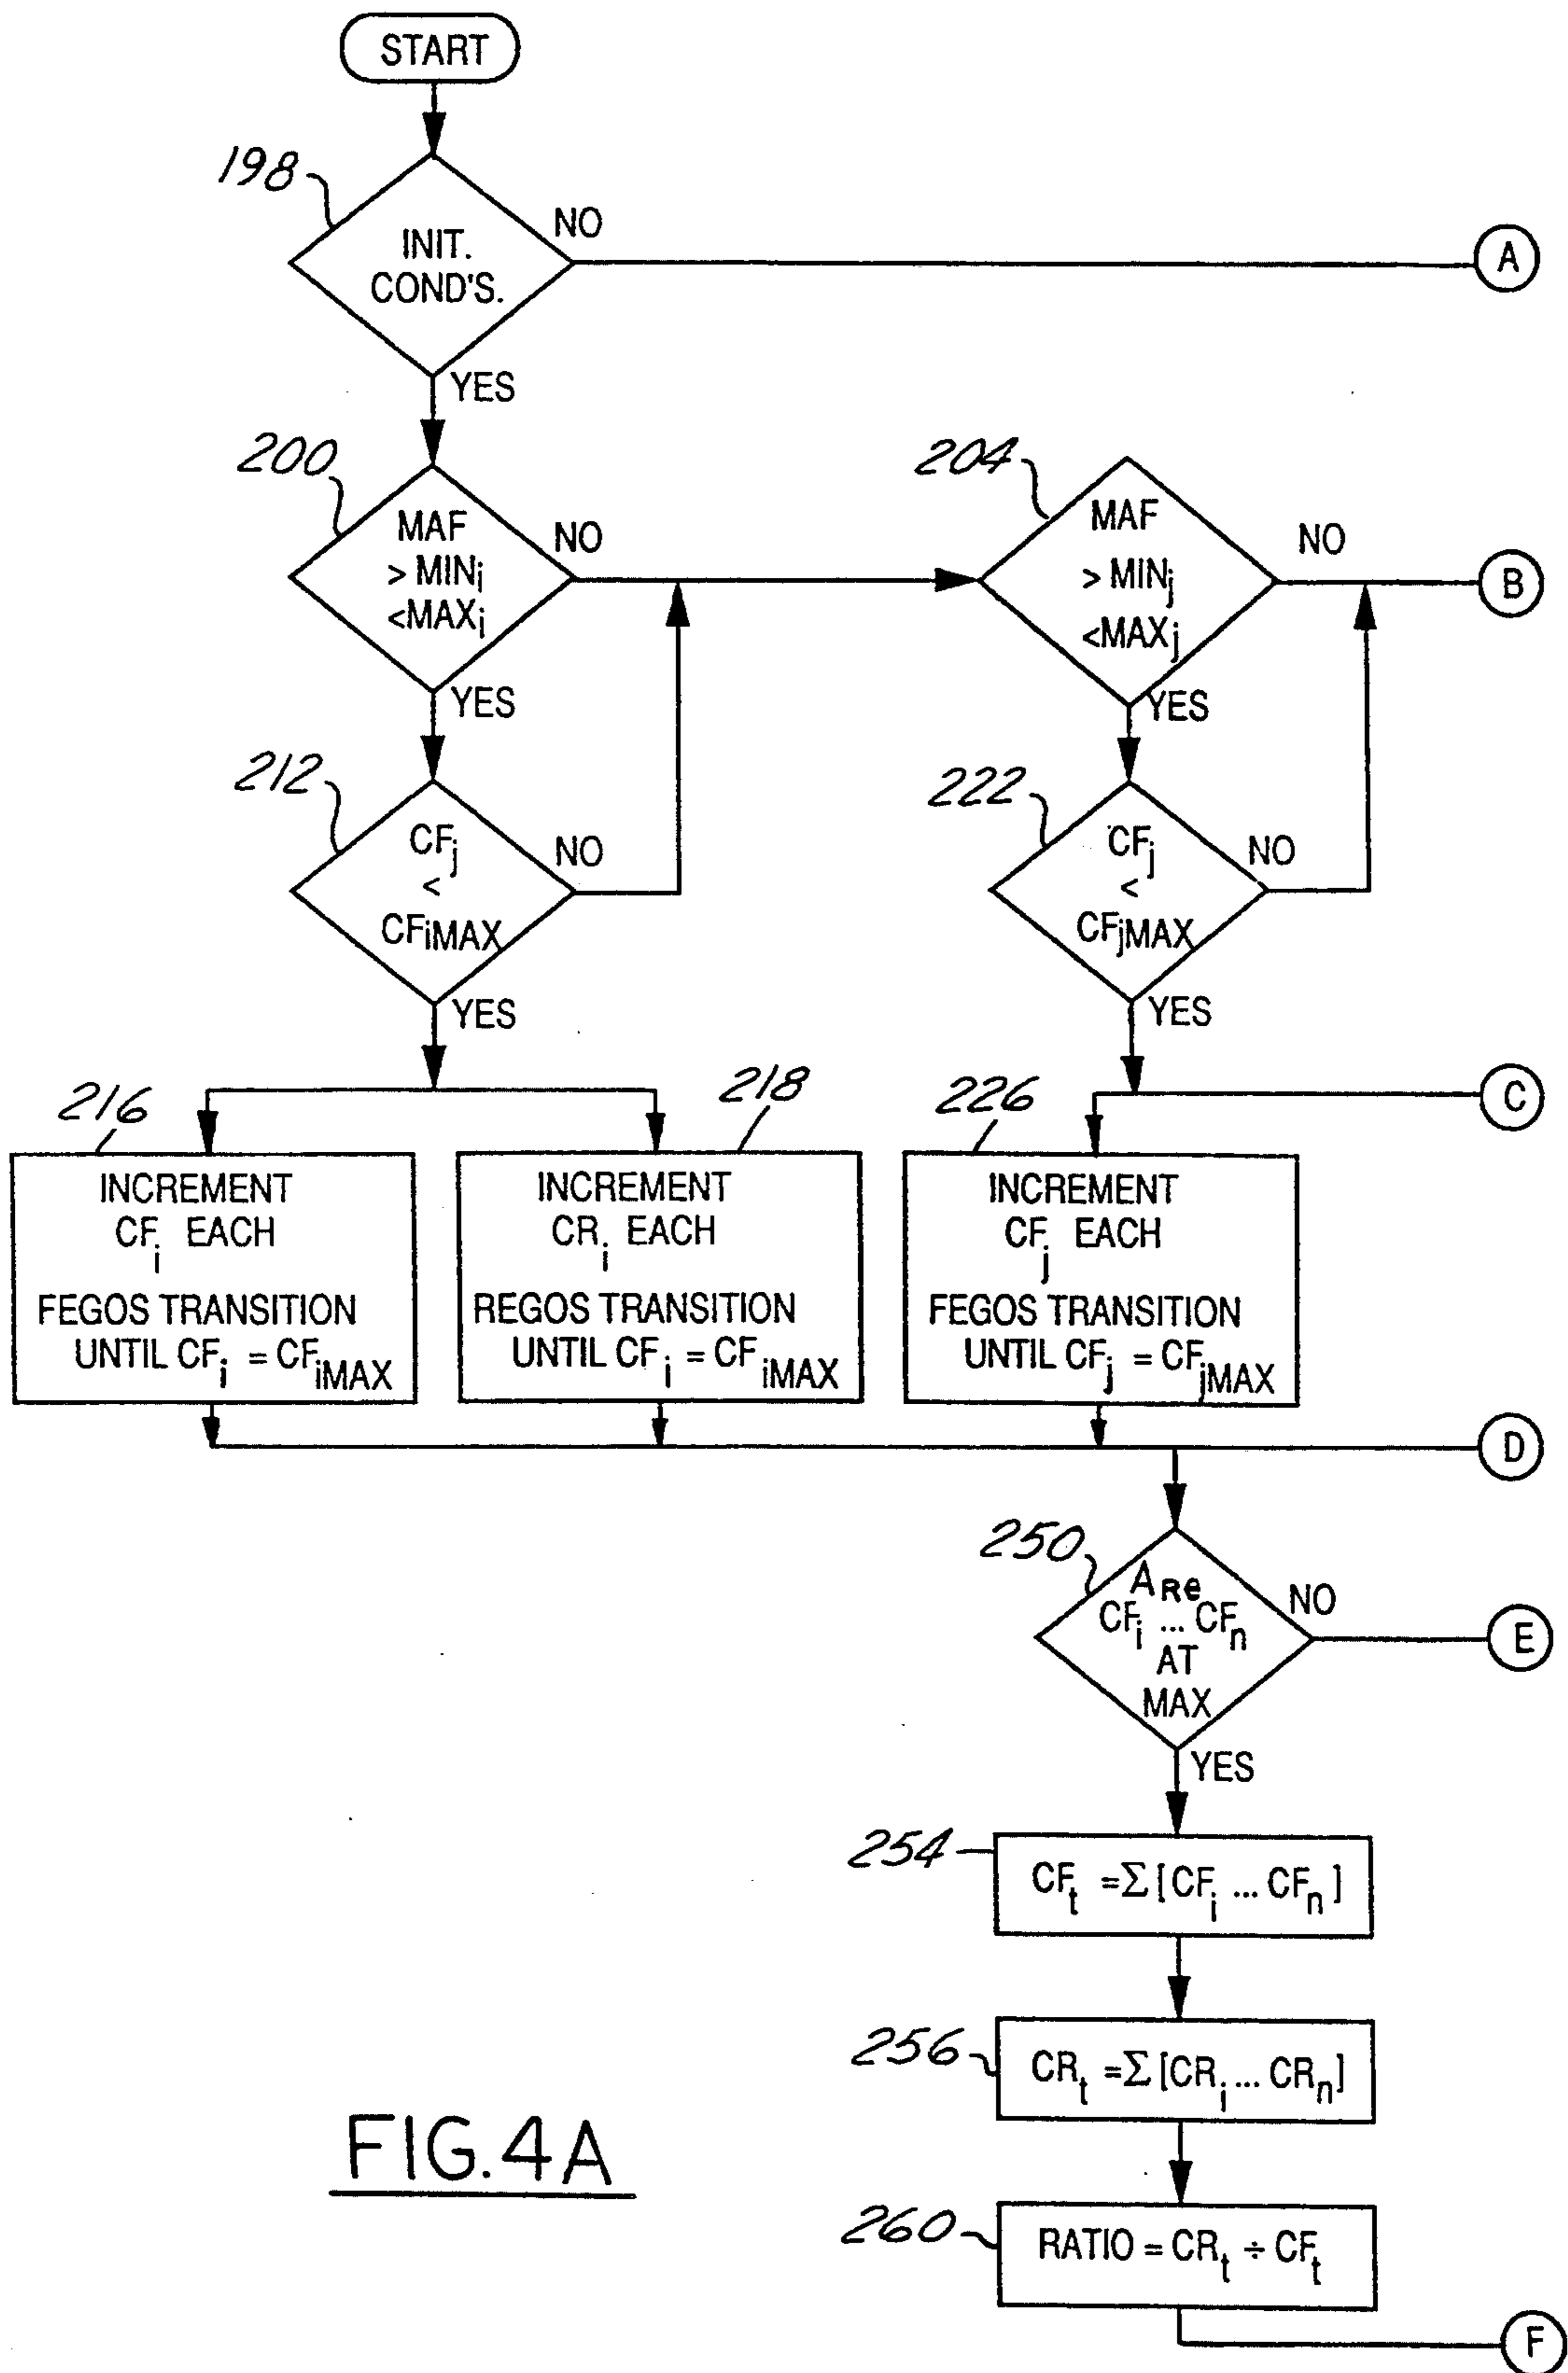 START
198
INIT.
COND'S.
NO
A
YES
200
MAF
> MINi
<MAXi
NO
YES
204
MAF
> MINj
<MAXj
NO
B
YES
212
CFj
<
CFiMAX
NO
YES
222
CFj
<
CFjMAX
NO
YES
C
216
INCREMENT
CFi EACH
FEGOS TRANSITION
UNTIL CFi = CFiMAX
218
INCREMENT
CRi EACH
REGOS TRANSITION
UNTIL CFi = CFiMAX
226
INCREMENT
CFj EACH
FEGOS TRANSITION
UNTIL CFj = CFjMAX
D
250
ARe
CFi ... CFn
AT
MAX
NO
E
YES
254
CFt =Σ [CFi ... CFn ]
256
CRt =Σ [CRi ... CRn]
260
RATIO = CRt ÷ CFt
F
FIG.4A